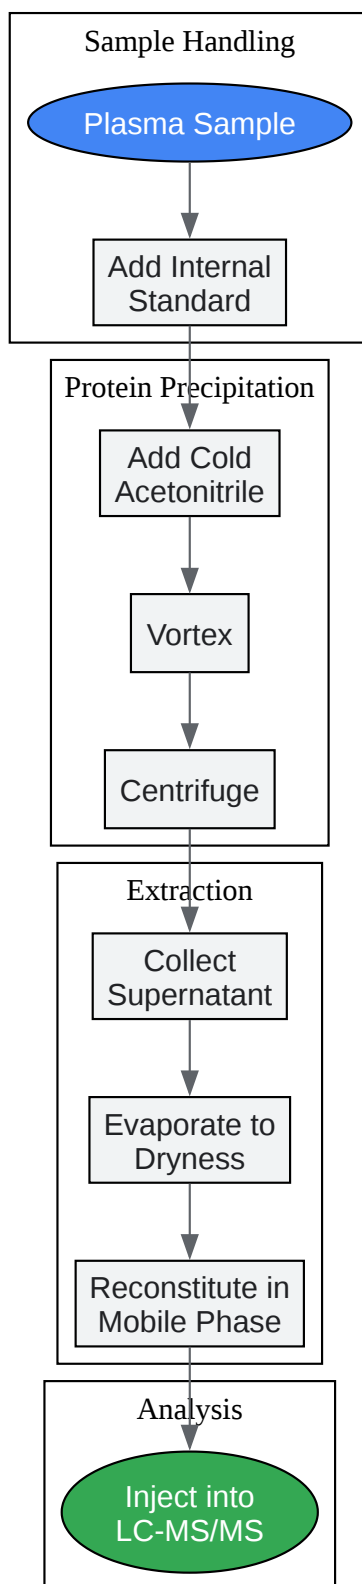 Sample Handling
Plasma Sample
Add Internal
Standard
Protein Precipitation
Add Cold
Acetonitrile
Vortex
Centrifuge
Extraction
Collect
Supernatant
Evaporate to
Dryness
Reconstitute in
Mobile Phase
Analysis
Inject into
LC-MS/MS